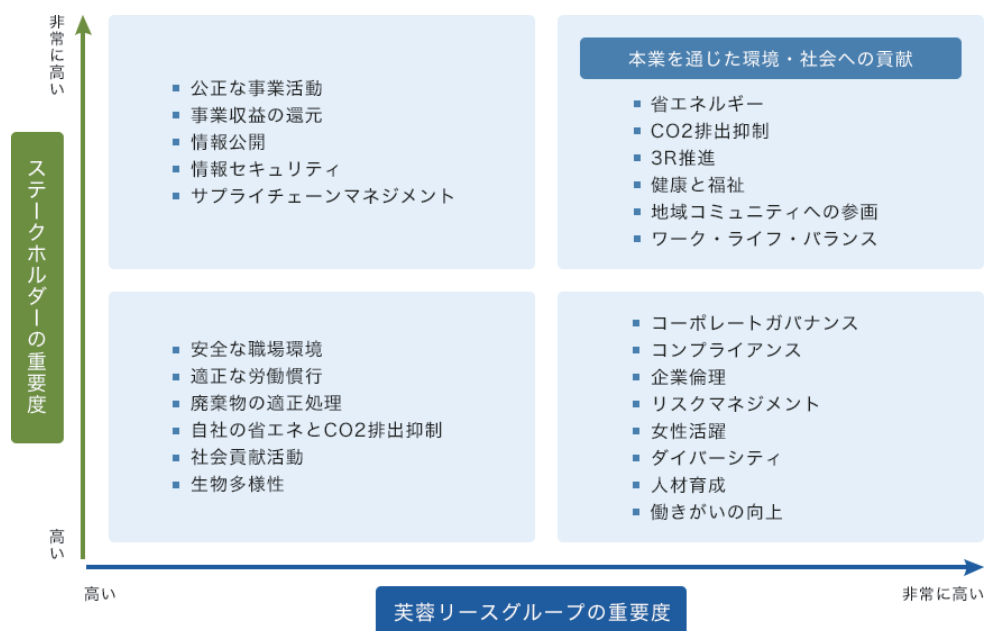 非常に高い
ステークホルダーの重要度
高い
公正な事業活動
事業収益の還元
情報公開
情報セキュリティ
サプライチェーンマネジメント
本業を通じた環境・社会への貢献
省エネルギー
CO2排出抑制
3R推進
健康と福祉
地域コミュニティへの参画
ワーク・ライフ・バランス
安全な職場環境
適正な労働慣行
廃棄物の適正処理
自社の省エネとCO2排出抑制
社会貢献活動
生物多様性
コーポレートガバナンス
コンプライアンス
企業倫理
リスクマネジメント
女性活躍
ダイバーシティ
人材育成
働きがいの向上
高い
芙蓉リースグループの重要度
非常に高い